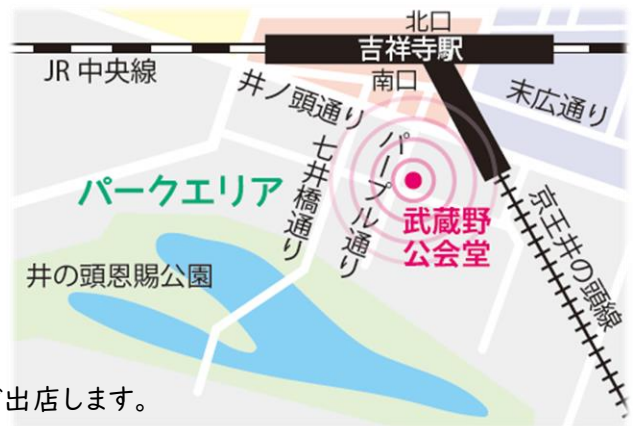 北口
吉祥寺駅
南口
JR 中央線
井ノ頭通り
末広通り
七井橋通り
パープル通り
パークエリア
武蔵野
公会堂
京王井の頭線
井の頭恩賜公園
出店します。